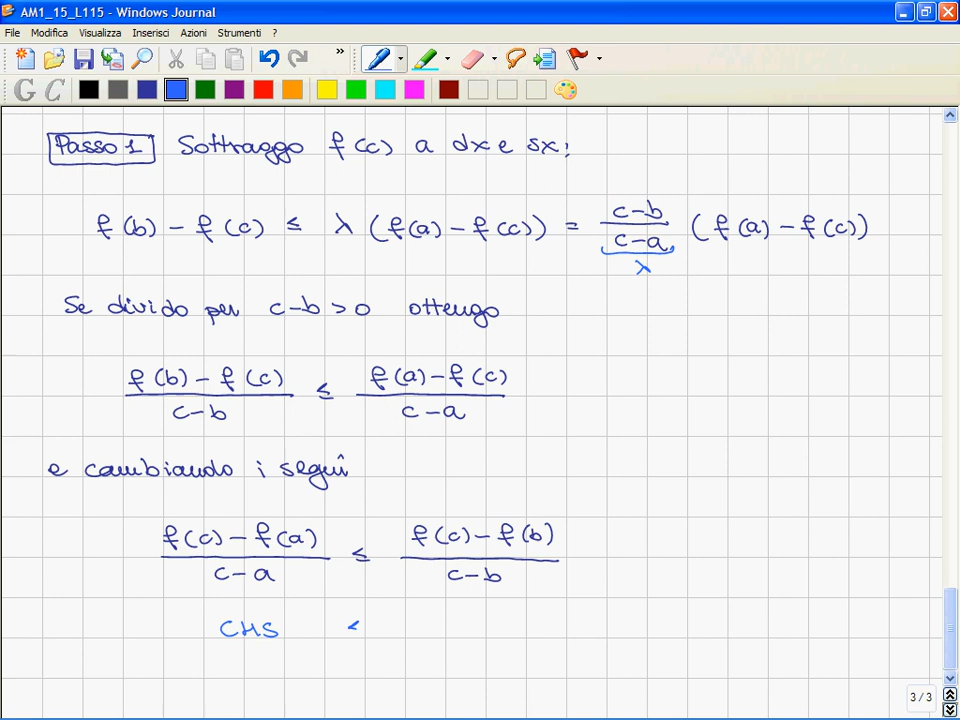 AM1_15_L115 - Windows Journal
File Modifica Visualizza Inserisci Azioni Strumenti ?
»
G C
Passo 1 Sottraggo f(c) a dx e sx:
f(b) - f(c) ≤ λ (f(a) - f(c)) = c-b / c-a (f(a) - f(c))
λ
Se divido per c-b > 0 ottengo
f(b) - f(c) / c-b ≤ f(a) - f(c) / c-a
e cambiando i segni
f(c) - f(a) / c-a ≤ f(c) - f(b) / c-b
CMS <
3 / 3